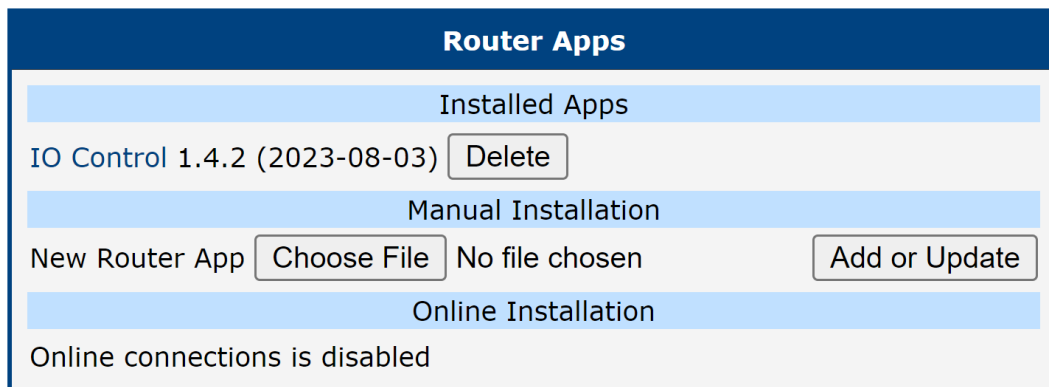 Router Apps
Installed Apps
IO Control 1.4.2 (2023-08-03) Delete
Manual Installation
New Router App Choose File No file chosen Add or Update
Online Installation
Online connections is disabled